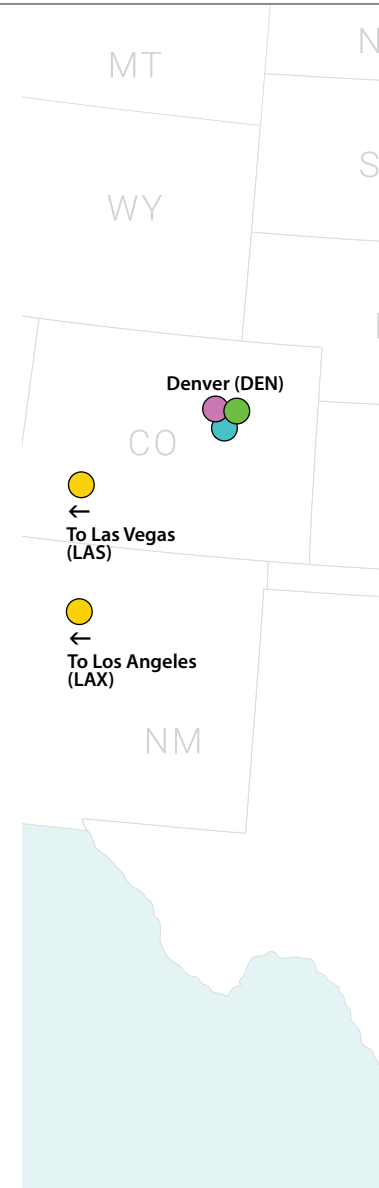 MT
N
S
WY
Denver (DEN)
CO
←
To Las Vegas
(LAS)
←
To Los Angeles
(LAX)
NM